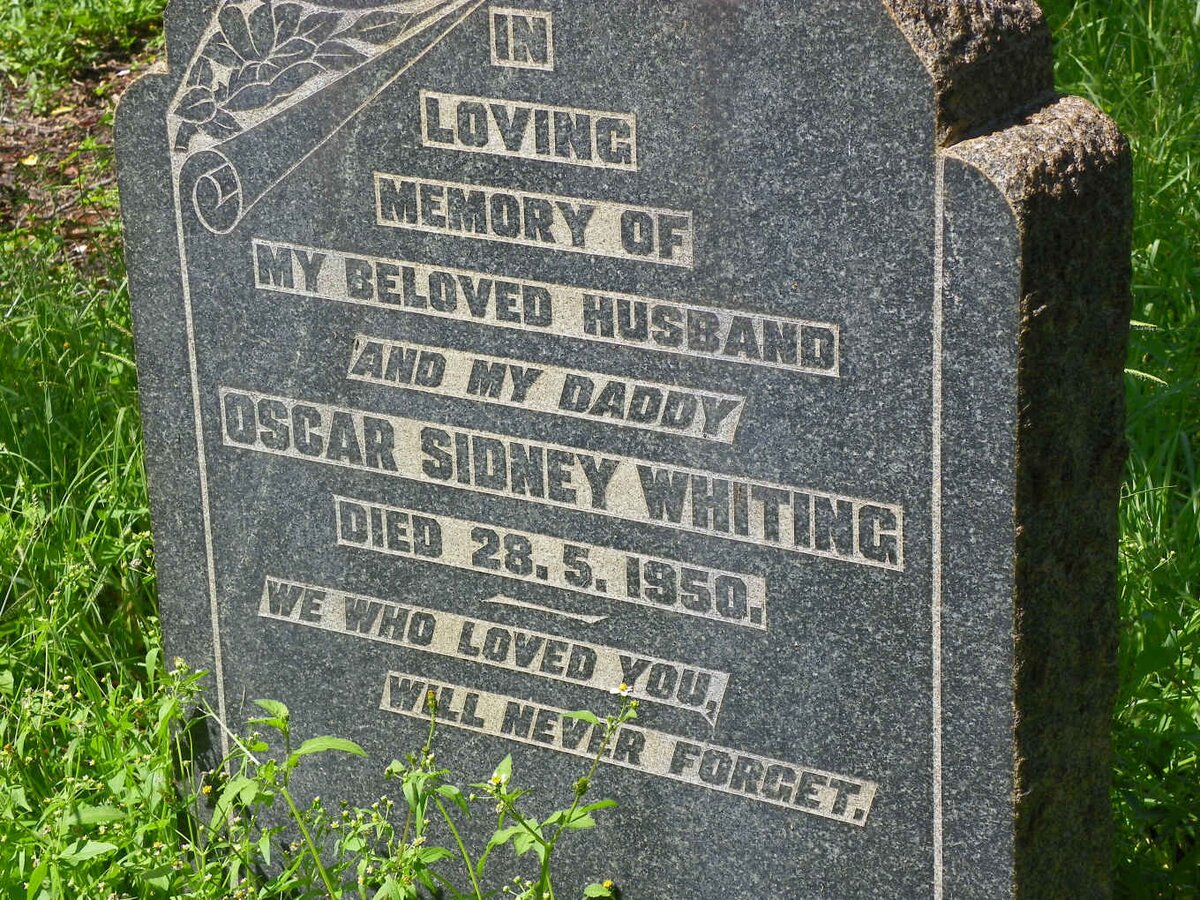 IN
LOVING
MEMORY OF
MY BELOVED HUSBAND
AND MY DADDY
OSCAR SIDNEY WHITING
DIED 28.5.1950.
WE WHO LOVED YOU,
WILL NEVER FORGET.